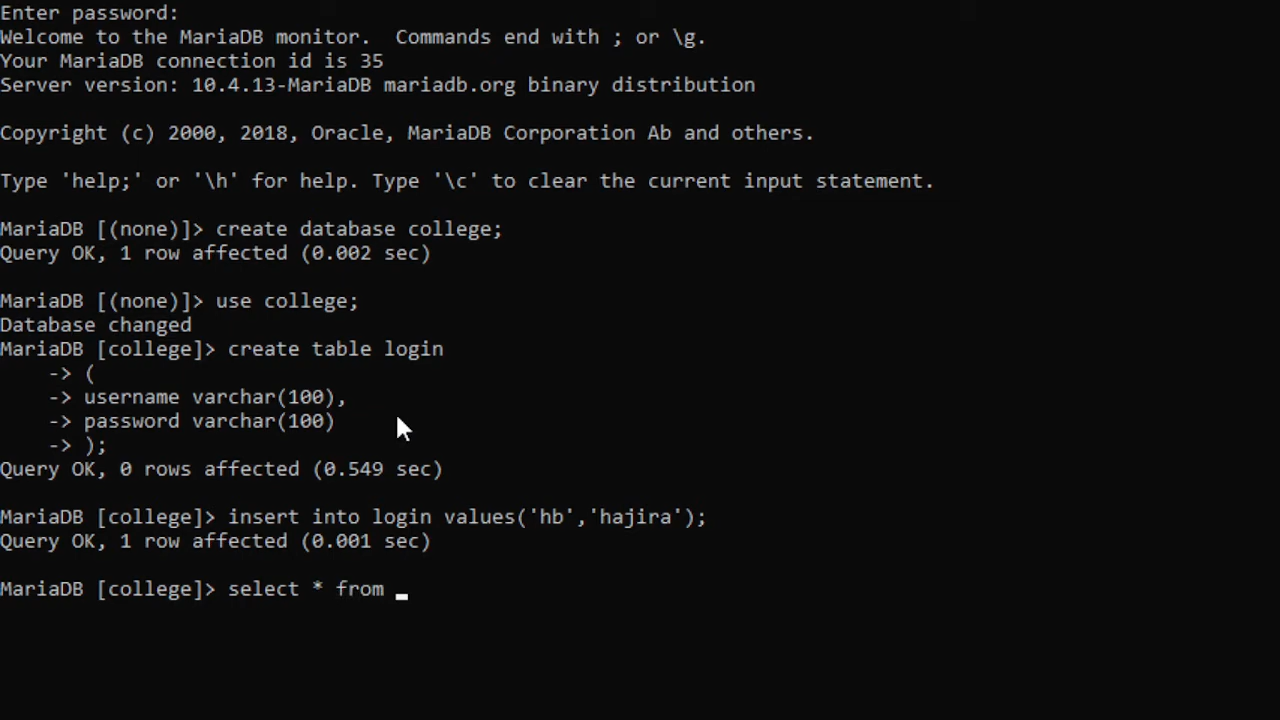 Enter password:
Welcome to the MariaDB monitor.  Commands end with ; or \g.
Your MariaDB connection id is 35
Server version: 10.4.13-MariaDB mariadb.org binary distribution
Copyright (c) 2000, 2018, Oracle, MariaDB Corporation Ab and others.
Type 'help;' or '\h' for help. Type '\c' to clear the current input statement.
MariaDB [(none)]> create database college;
Query OK, 1 row affected (0.002 sec)
MariaDB [(none)]> use college;
Database changed
MariaDB [college]> create table login
    -> (
    -> username varchar(100),
    -> password varchar(100)
    -> );
Query OK, 0 rows affected (0.549 sec)
MariaDB [college]> insert into login values('hb','hajira');
Query OK, 1 row affected (0.001 sec)
MariaDB [college]> select * from _